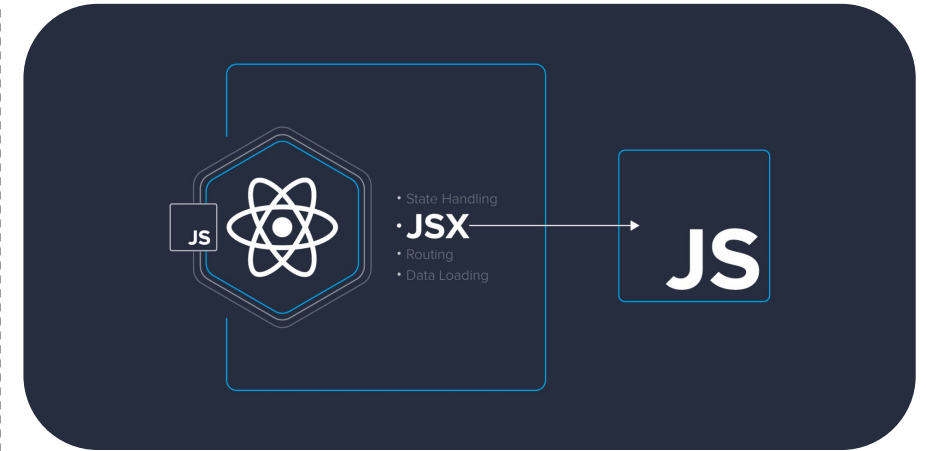 JS
• State Handling
• JSX
• Routing
• Data Loading
JS